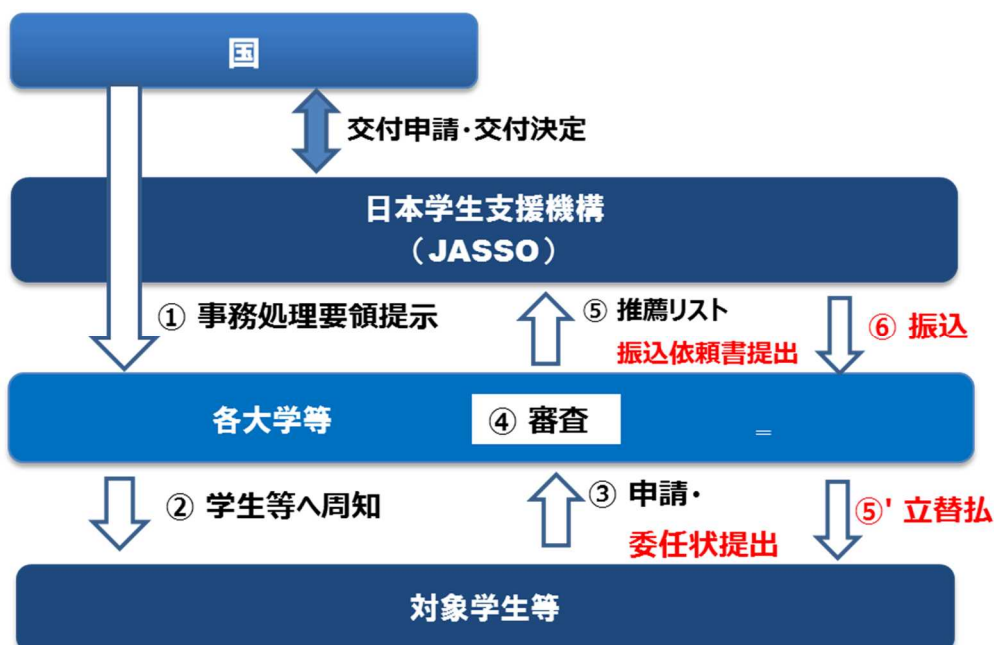 国
交付申請・交付決定
日本学生支援機構
（JASSO）
① 事務処理要領提示
⑤ 推薦リスト
振込依頼書提出
⑥ 振込
各大学等
④ 審査
=
② 学生等へ周知
③ 申請・
委任状提出
⑤' 立替払
対象学生等